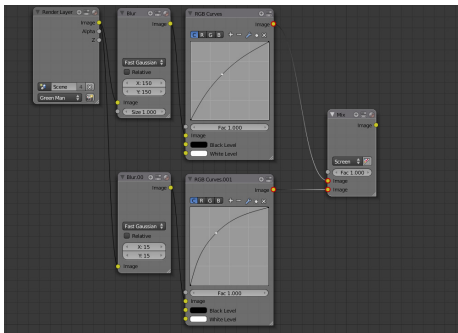 Render Layer
Image
Alpha
Z
Scene
4
Green Man
Blur
Image
Fast Gaussian
Relative
X: 150
Y: 150
Image
Size 1.000
RGB Curves
Image
C R G B
Fac 1.000
Image
Black Level
White Level
Mix
Image
Screen
Fac 1.000
Image
Image
Blur.00
Image
Fast Gaussian
Relative
X: 15
Y: 15
Image
RGB Curves.001
Image
C R G B
Fac 1.000
Image
Black Level
White Level